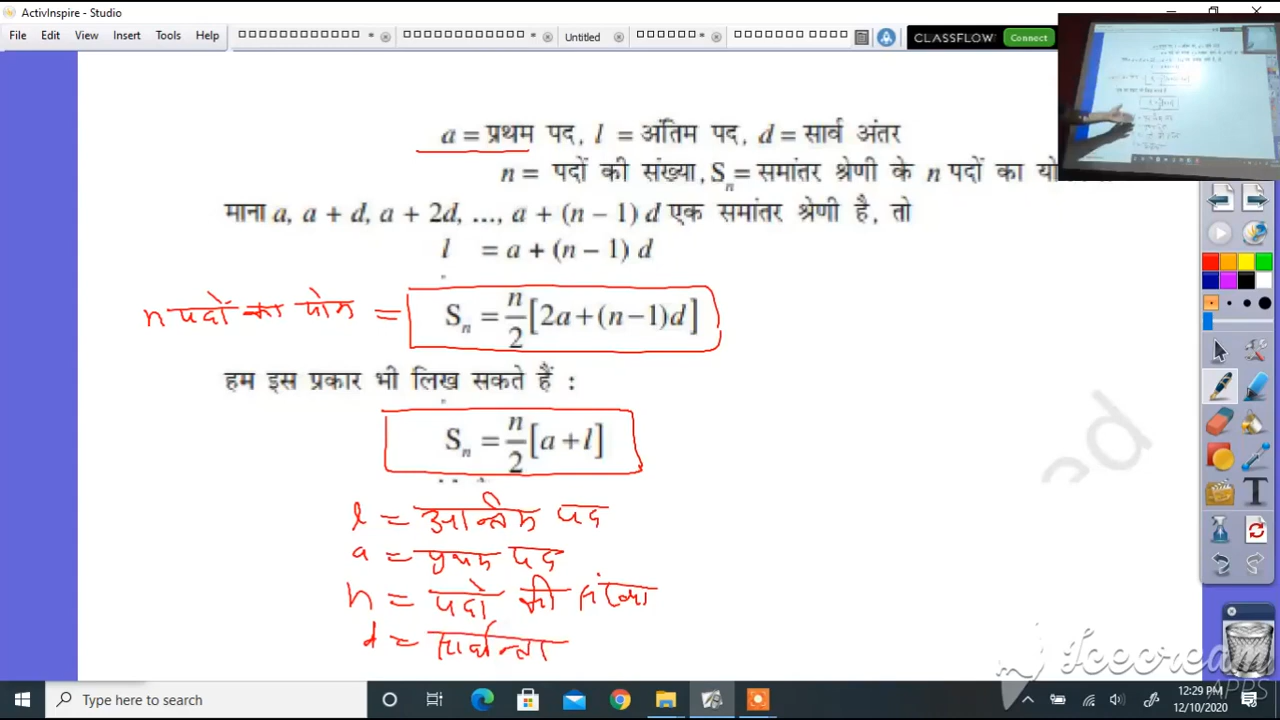 ActivInspire - Studio
File Edit View Insert Tools Help
Untitled
CLASSFLOW Connect
a = प्रथम पद, l = अंतिम पद, d = सार्व अंतर
n = पदों की संख्या, Sn = समांतर श्रेणी के n पदों का
माना a, a + d, a + 2d, ..., a + (n – 1) d एक समांतर श्रेणी है, तो
l = a + (n – 1) d
n पदों का योग = Sn = n/2 [2a + (n–1)d]
हम इस प्रकार भी लिख सकते हैं :
Sn = n/2 [a + l]
l = अन्तिम पद
a = प्रथम पद
n = पदों की संख्या
d = सार्वान्तर
Icecream
APPS
Type here to search
12:29 PM
12/10/2020